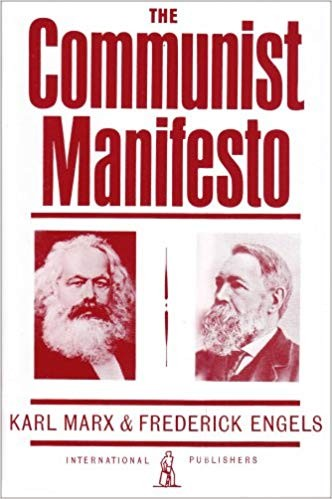 THE
Communist
Manifesto
KARL MARX & FREDERICK ENGELS
INTERNATIONAL PUBLISHERS